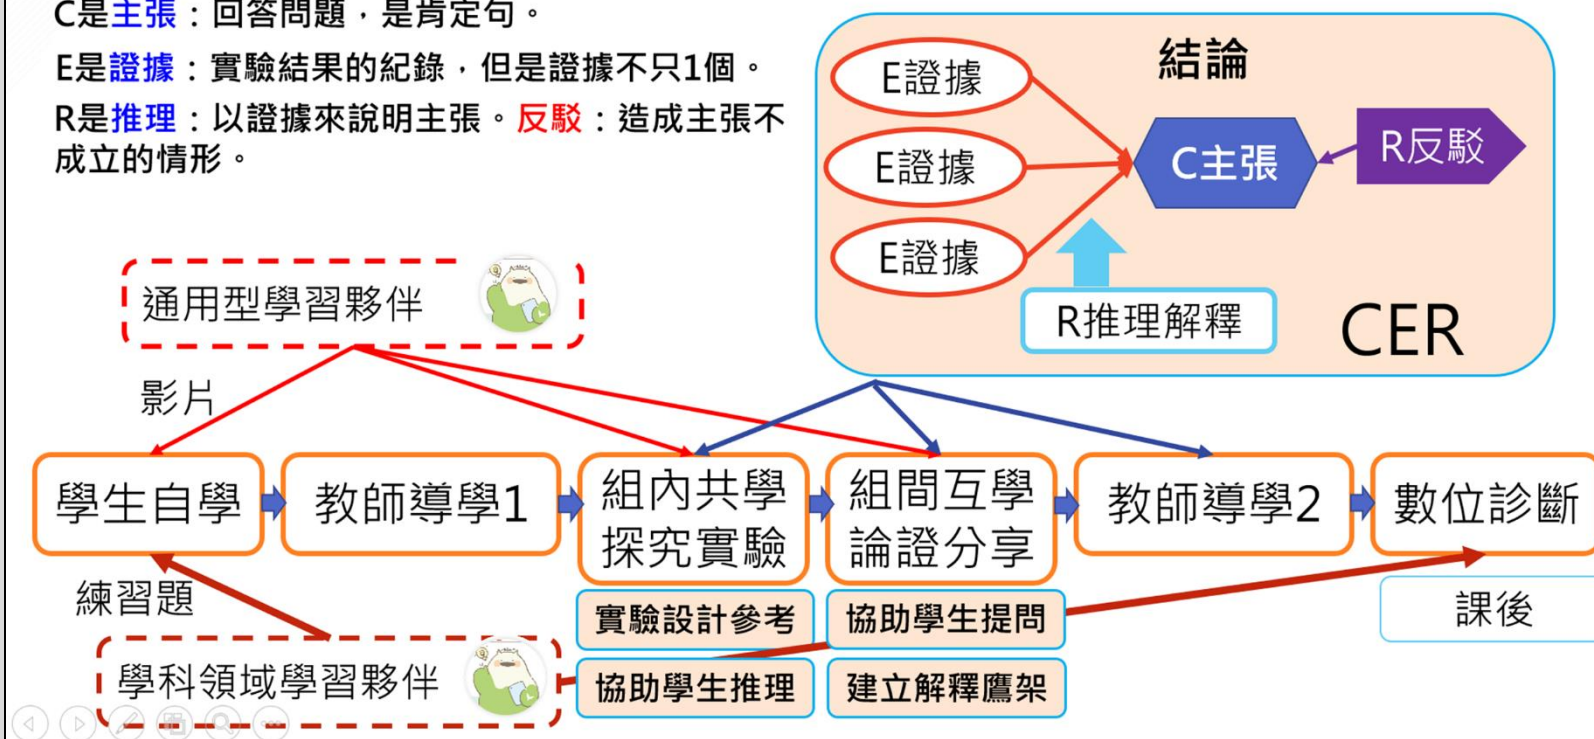 C是主張：回答問題，是肯定句。
E是證據：實驗結果的紀錄，但是證據不只1個。
R是推理：以證據來說明主張。反駁：造成主張不
成立的情形。
結論
E證據
E證據
E證據
C主張
R反駁
R推理解釋
CER
通用型學習夥伴
影片
學生自學
教師導學1
組內共學
探究實驗
組間互學
論證分享
教師導學2
數位診斷
練習題
實驗設計參考
協助學生提問
課後
學科領域學習夥伴
協助學生推理
建立解釋鷹架